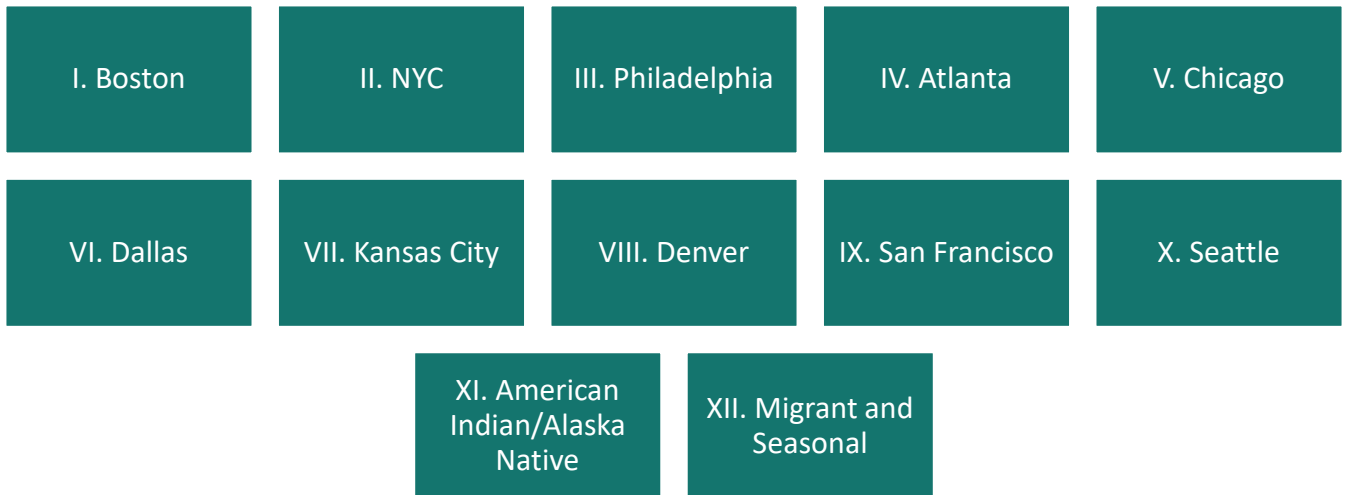 I. Boston
II. NYC
III. Philadelphia
IV. Atlanta
V. Chicago
VI. Dallas
VII. Kansas City
VIII. Denver
IX. San Francisco
X. Seattle
XI. American
Indian/Alaska
Native
XII. Migrant and
Seasonal